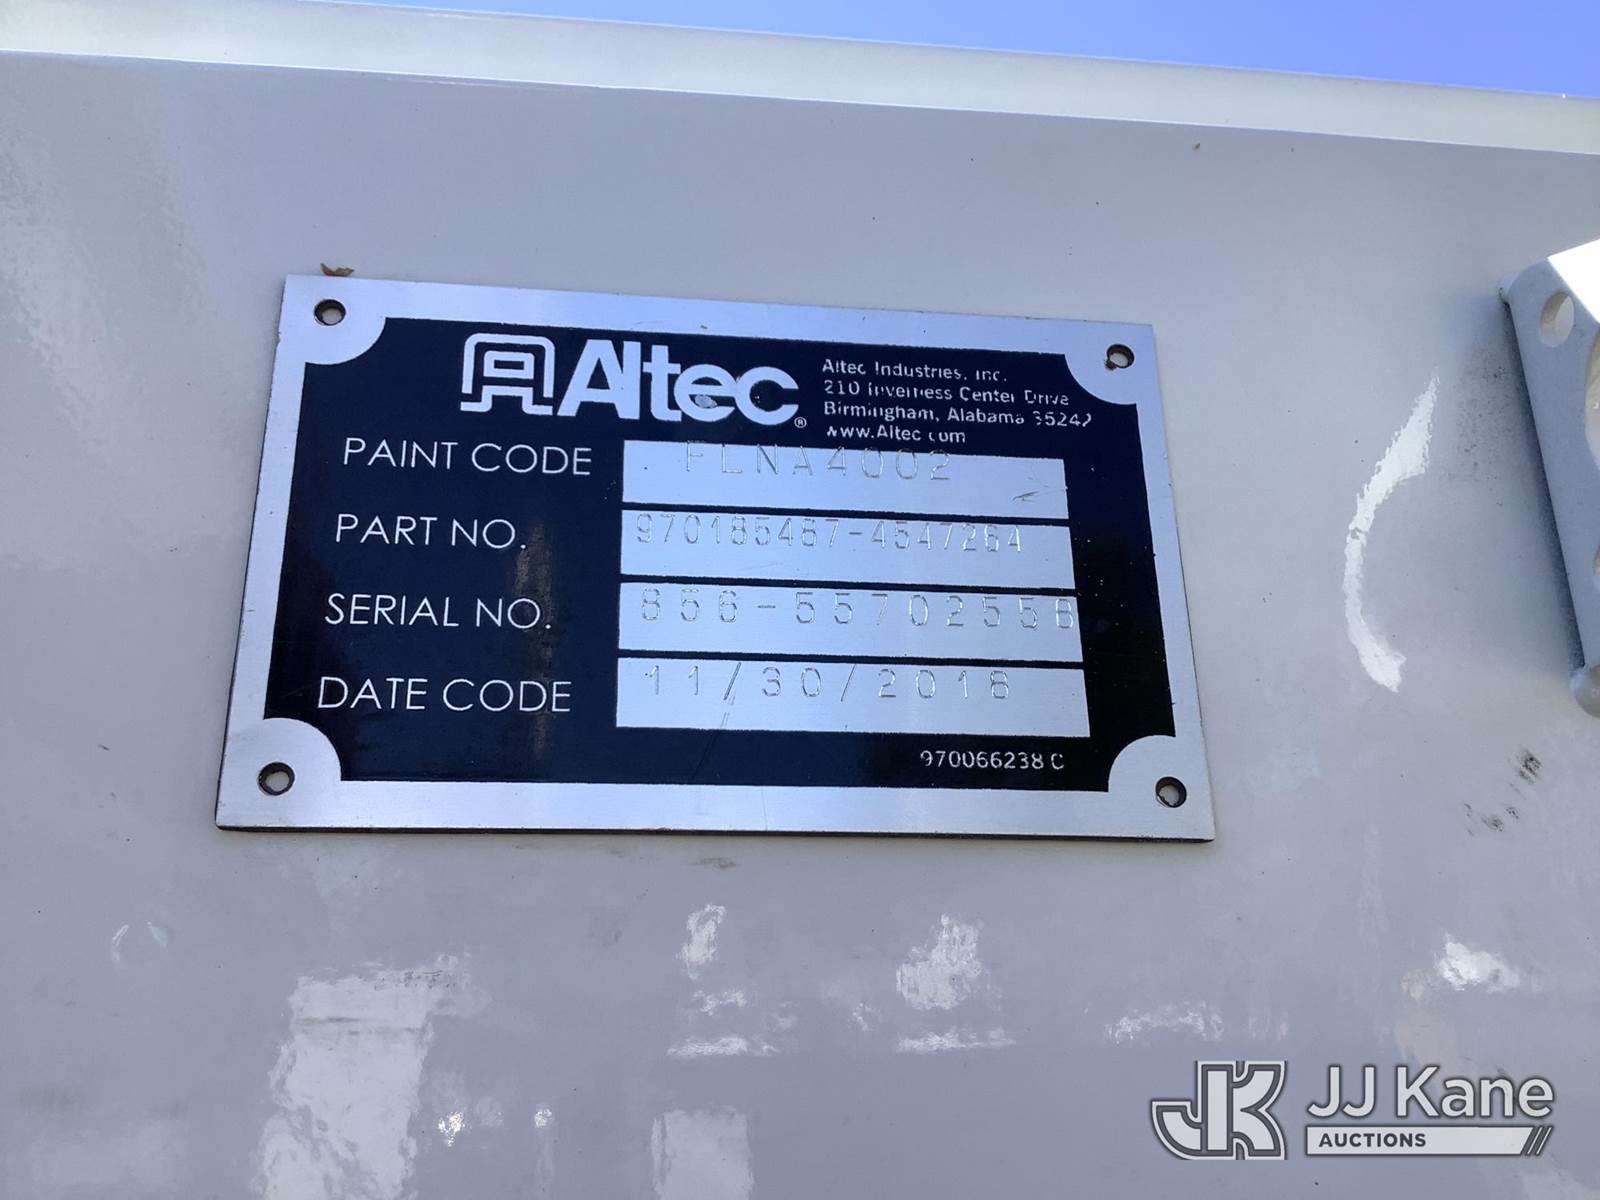 Altec®
Altec Industries, Inc.
210 Inverness Center Drive
Birmingham, Alabama 35242
www.Altec.com
PAINT CODE FLNA4002
PART NO. 970185487-4547264
SERIAL NO. 856-55702558
DATE CODE 11/30/2018
970066238 C
JJ Kane
AUCTIONS